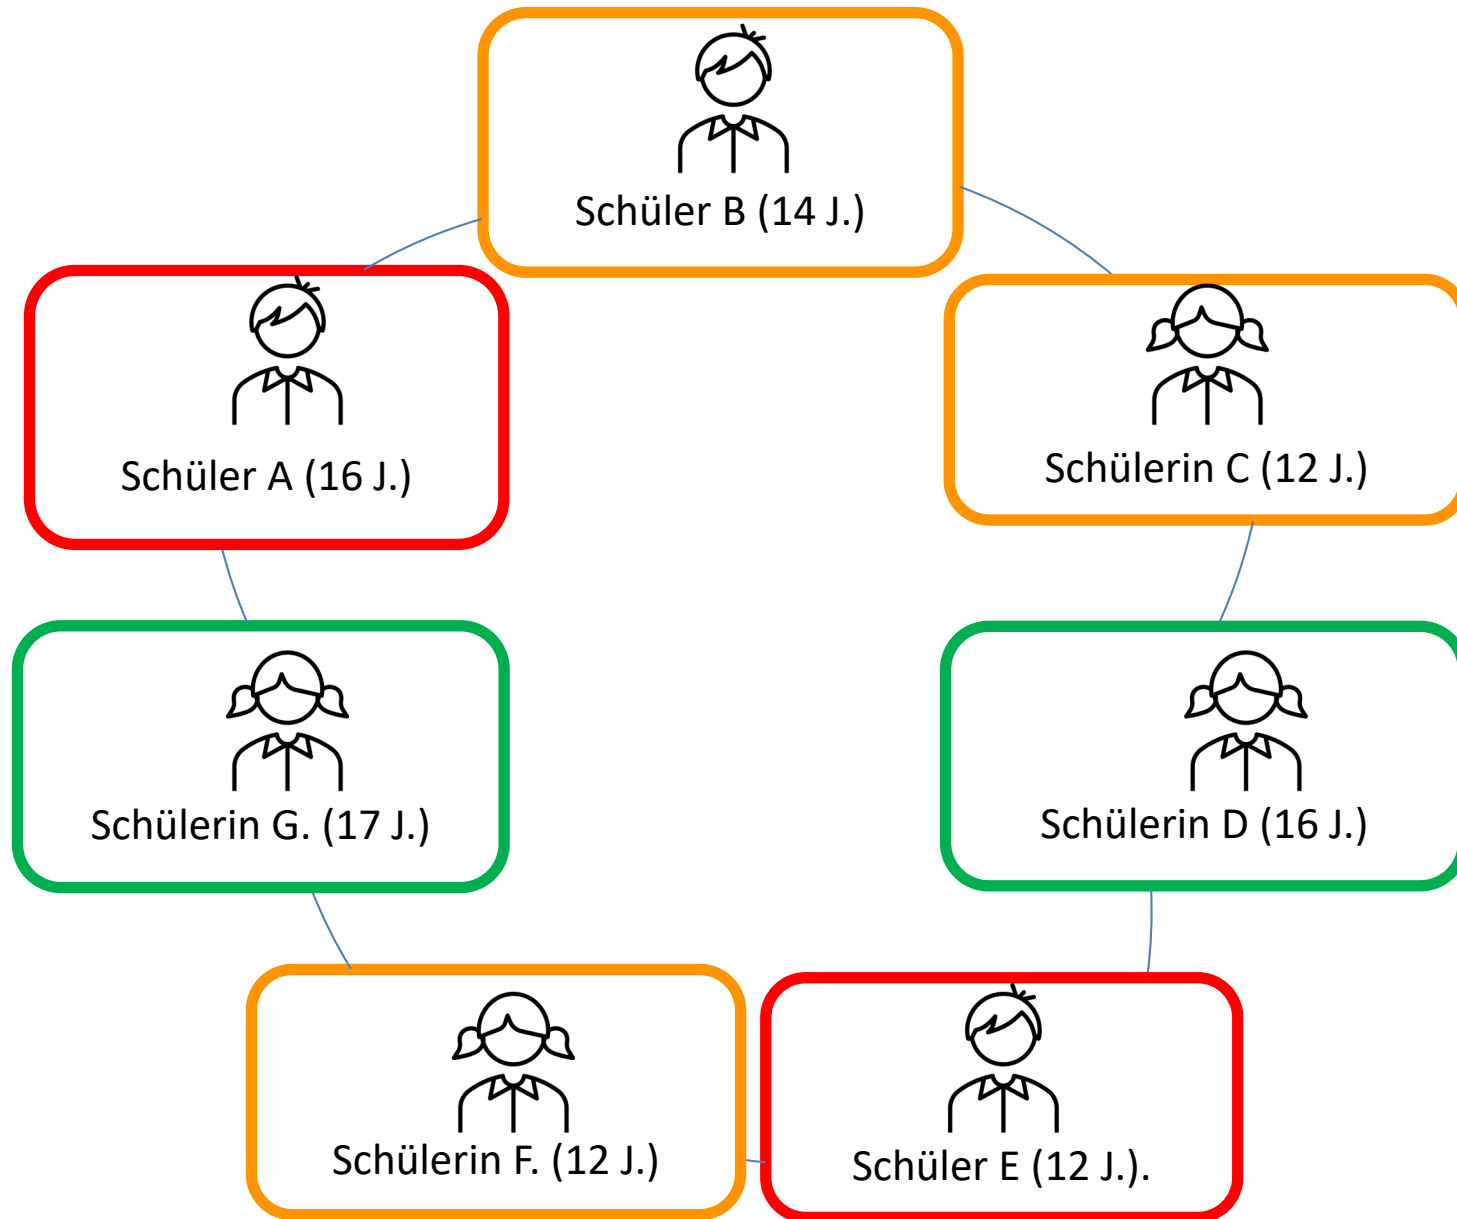 Schüler B (14 J.)
Schüler A (16 J.)
Schülerin C (12 J.)
Schülerin G. (17 J.)
Schülerin D (16 J.)
Schülerin F. (12 J.)
Schüler E (12 J.).